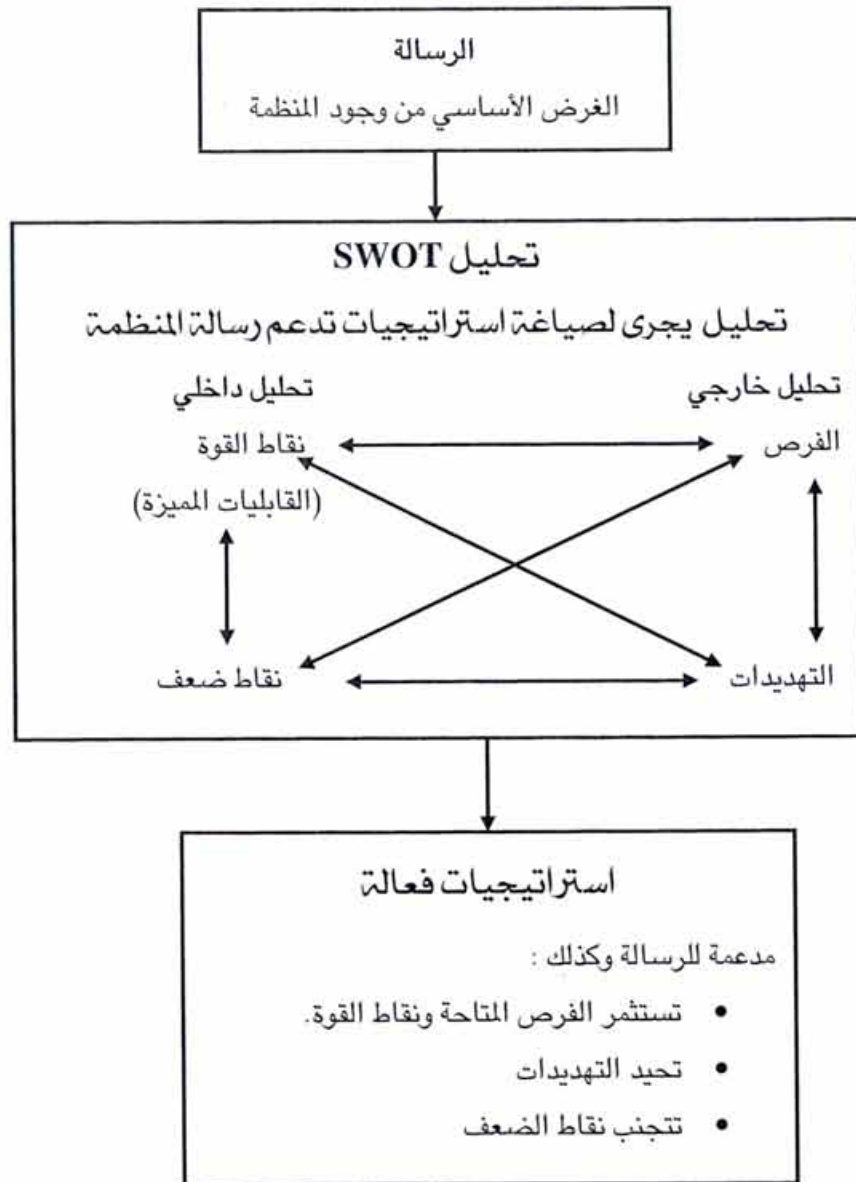 الرسالة
الغرض الأساسي من وجود المنظمة
تحليل SWOT
تحليل يجرى لصياغة استراتيجيات تدعم رسالة المنظمة
تحليل خارجي
تحليل داخلي
الفرص
نقاط القوة
(القابليات المميزة)
التهديدات
نقاط ضعف
استراتيجيات فعالة
مدعمة للرسالة وكذلك :
• تستثمر الفرص المتاحة ونقاط القوة.
• تحيد التهديدات
• تتجنب نقاط الضعف